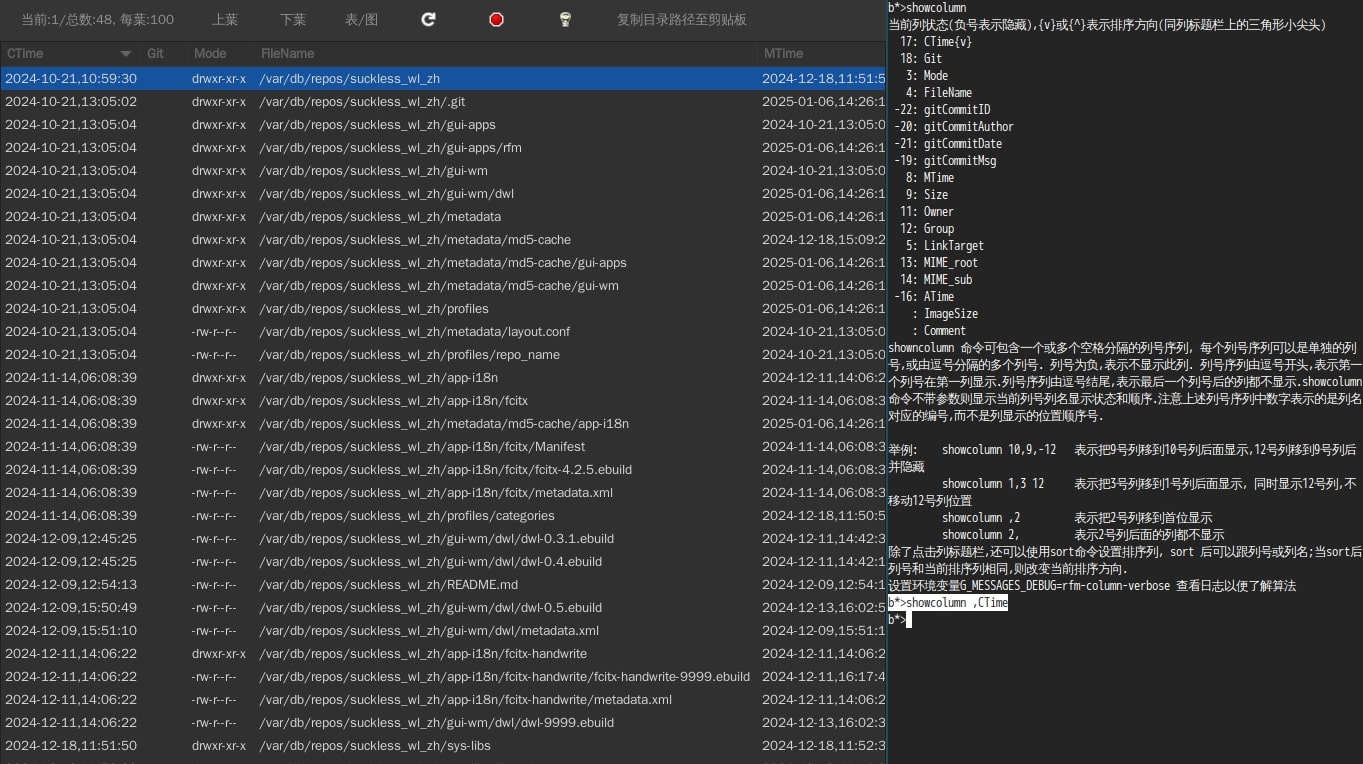 当前:1/总数:48, 每葉:100 上葉 下葉 表/图 复制目录路径至剪贴板
CTime Git Mode FileName MTime
2024-10-21,10:59:30 drwxr-xr-x /var/db/repos/suckless_wl_zh 2024-12-18,11:51:5
2024-10-21,13:05:02 drwxr-xr-x /var/db/repos/suckless_wl_zh/.git 2025-01-06,14:26:1
2024-10-21,13:05:04 drwxr-xr-x /var/db/repos/suckless_wl_zh/gui-apps 2024-10-21,13:05:0
2024-10-21,13:05:04 drwxr-xr-x /var/db/repos/suckless_wl_zh/gui-apps/rfm 2025-01-06,14:26:1
2024-10-21,13:05:04 drwxr-xr-x /var/db/repos/suckless_wl_zh/gui-wm 2024-10-21,13:05:0
2024-10-21,13:05:04 drwxr-xr-x /var/db/repos/suckless_wl_zh/gui-wm/dwl 2025-01-06,14:26:1
2024-10-21,13:05:04 drwxr-xr-x /var/db/repos/suckless_wl_zh/metadata 2025-01-06,14:26:1
2024-10-21,13:05:04 drwxr-xr-x /var/db/repos/suckless_wl_zh/metadata/md5-cache 2024-12-18,15:09:2
2024-10-21,13:05:04 drwxr-xr-x /var/db/repos/suckless_wl_zh/metadata/md5-cache/gui-apps 2025-01-06,14:26:1
2024-10-21,13:05:04 drwxr-xr-x /var/db/repos/suckless_wl_zh/metadata/md5-cache/gui-wm 2025-01-06,14:26:1
2024-10-21,13:05:04 drwxr-xr-x /var/db/repos/suckless_wl_zh/profiles 2025-01-06,14:26:1
2024-10-21,13:05:04 -rw-r--r-- /var/db/repos/suckless_wl_zh/metadata/layout.conf 2024-10-21,13:05:0
2024-10-21,13:05:04 -rw-r--r-- /var/db/repos/suckless_wl_zh/profiles/repo_name 2024-10-21,13:05:0
2024-11-14,06:08:39 drwxr-xr-x /var/db/repos/suckless_wl_zh/app-i18n 2024-12-11,14:06:2
2024-11-14,06:08:39 drwxr-xr-x /var/db/repos/suckless_wl_zh/app-i18n/fcitx 2024-11-14,06:08:3
2024-11-14,06:08:39 drwxr-xr-x /var/db/repos/suckless_wl_zh/metadata/md5-cache/app-i18n 2025-01-06,14:26:1
2024-11-14,06:08:39 -rw-r--r-- /var/db/repos/suckless_wl_zh/app-i18n/fcitx/Manifest 2024-11-14,06:08:3
2024-11-14,06:08:39 -rw-r--r-- /var/db/repos/suckless_wl_zh/app-i18n/fcitx/fcitx-4.2.5.ebuild 2024-11-14,06:08:3
2024-11-14,06:08:39 -rw-r--r-- /var/db/repos/suckless_wl_zh/app-i18n/fcitx/metadata.xml 2024-11-14,06:08:3
2024-11-14,06:08:39 -rw-r--r-- /var/db/repos/suckless_wl_zh/profiles/categories 2024-12-18,11:50:5
2024-12-09,12:45:25 -rw-r--r-- /var/db/repos/suckless_wl_zh/gui-wm/dwl/dwl-0.3.1.ebuild 2024-12-11,14:42:3
2024-12-09,12:45:25 -rw-r--r-- /var/db/repos/suckless_wl_zh/gui-wm/dwl/dwl-0.4.ebuild 2024-12-11,14:42:1
2024-12-09,12:54:13 -rw-r--r-- /var/db/repos/suckless_wl_zh/README.md 2024-12-09,12:54:1
2024-12-09,15:50:49 -rw-r--r-- /var/db/repos/suckless_wl_zh/gui-wm/dwl/dwl-0.5.ebuild 2024-12-13,16:02:5
2024-12-09,15:51:10 -rw-r--r-- /var/db/repos/suckless_wl_zh/gui-wm/dwl/metadata.xml 2024-12-09,15:51:1
2024-12-11,14:06:22 drwxr-xr-x /var/db/repos/suckless_wl_zh/app-i18n/fcitx-handwrite 2024-12-11,14:06:2
2024-12-11,14:06:22 -rw-r--r-- /var/db/repos/suckless_wl_zh/app-i18n/fcitx-handwrite/fcitx-handwrite-9999.ebuild 2024-12-11,16:17:4
2024-12-11,14:06:22 -rw-r--r-- /var/db/repos/suckless_wl_zh/app-i18n/fcitx-handwrite/metadata.xml 2024-12-11,14:06:2
2024-12-11,14:06:22 -rw-r--r-- /var/db/repos/suckless_wl_zh/gui-wm/dwl/dwl-9999.ebuild 2024-12-13,16:02:3
2024-12-18,11:51:50 drwxr-xr-x /var/db/repos/suckless_wl_zh/sys-libs 2024-12-18,11:52:3
b*>showcolumn
当前列状态(负号表示隐藏),{v}或{^}表示排序方向(同列标题栏上的三角形小尖头)
17: CTime{v}
18: Git
3: Mode
4: FileName
-22: gitCommitID
-20: gitCommitAuthor
-21: gitCommitDate
-19: gitCommitMsg
8: MTime
9: Size
11: Owner
12: Group
5: LinkTarget
13: MIME_root
14: MIME_sub
-16: ATime
: ImageSize
: Comment
showncolumn 命令可包含一个或多个空格分隔的列号序列, 每个列号序列可以是单独的列
号,或由逗号分隔的多个列号. 列号为负,表示不显示此列. 列号序列由逗号开头,表示第一
个列号在第一列显示.列号序列由逗号结尾,表示最后一个列号后的列都不显示.showcolumn
命令不带参数则显示当前列号列名显示状态和顺序.注意上述列号序列中数字表示的是列名
对应的编号,而不是列显示的位置顺序号.
举例: showcolumn 10,9,-12 表示把9号列移到10号列后面显示,12号列移到9号列后
并隐藏
showcolumn 1,3 12 表示把3号列移到1号列后面显示, 同时显示12号列,不
移动12号列位置
showcolumn ,2 表示把2号列移到首位显示
showcolumn 2, 表示2号列后面的列都不显示
除了点击列标题栏,还可以使用sort命令设置排序列, sort 后可以跟列号或列名;当sort后
列号和当前排序列相同,则改变当前排序方向.
设置环境变量G_MESSAGES_DEBUG=rfm-column-verbose 查看日志以便了解算法
b*>showcolumn ,CTime
b*>